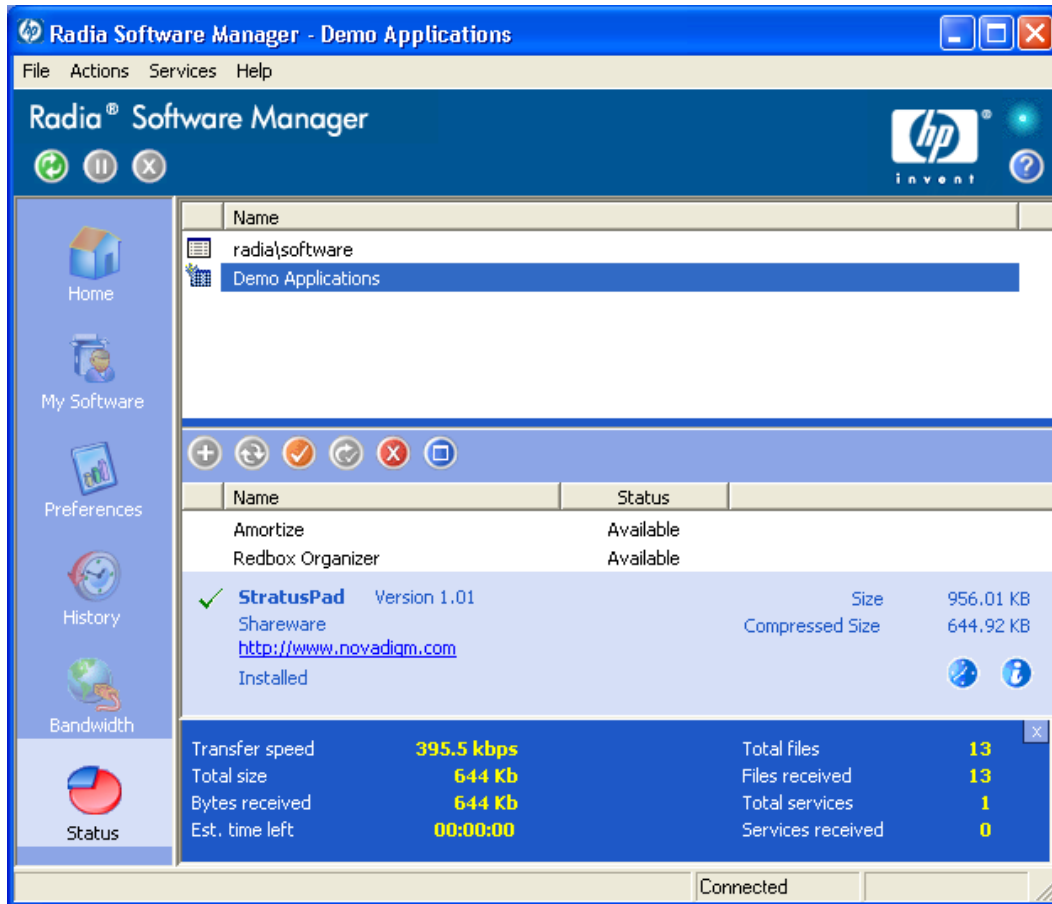 Radia Software Manager - Demo Applications
File Actions Services Help
Radia® Software Manager
hp ®
invent
Home
My Software
Preferences
History
Bandwidth
Status
Name
radia\software
Demo Applications
Name Status
Amortize Available
Redbox Organizer Available
StratusPad Version 1.01 Size 956.01 KB
Shareware Compressed Size 644.92 KB
http://www.novadigm.com
Installed
Transfer speed 395.5 kbps Total files 13
Total size 644 Kb Files received 13
Bytes received 644 Kb Total services 1
Est. time left 00:00:00 Services received 0
Connected